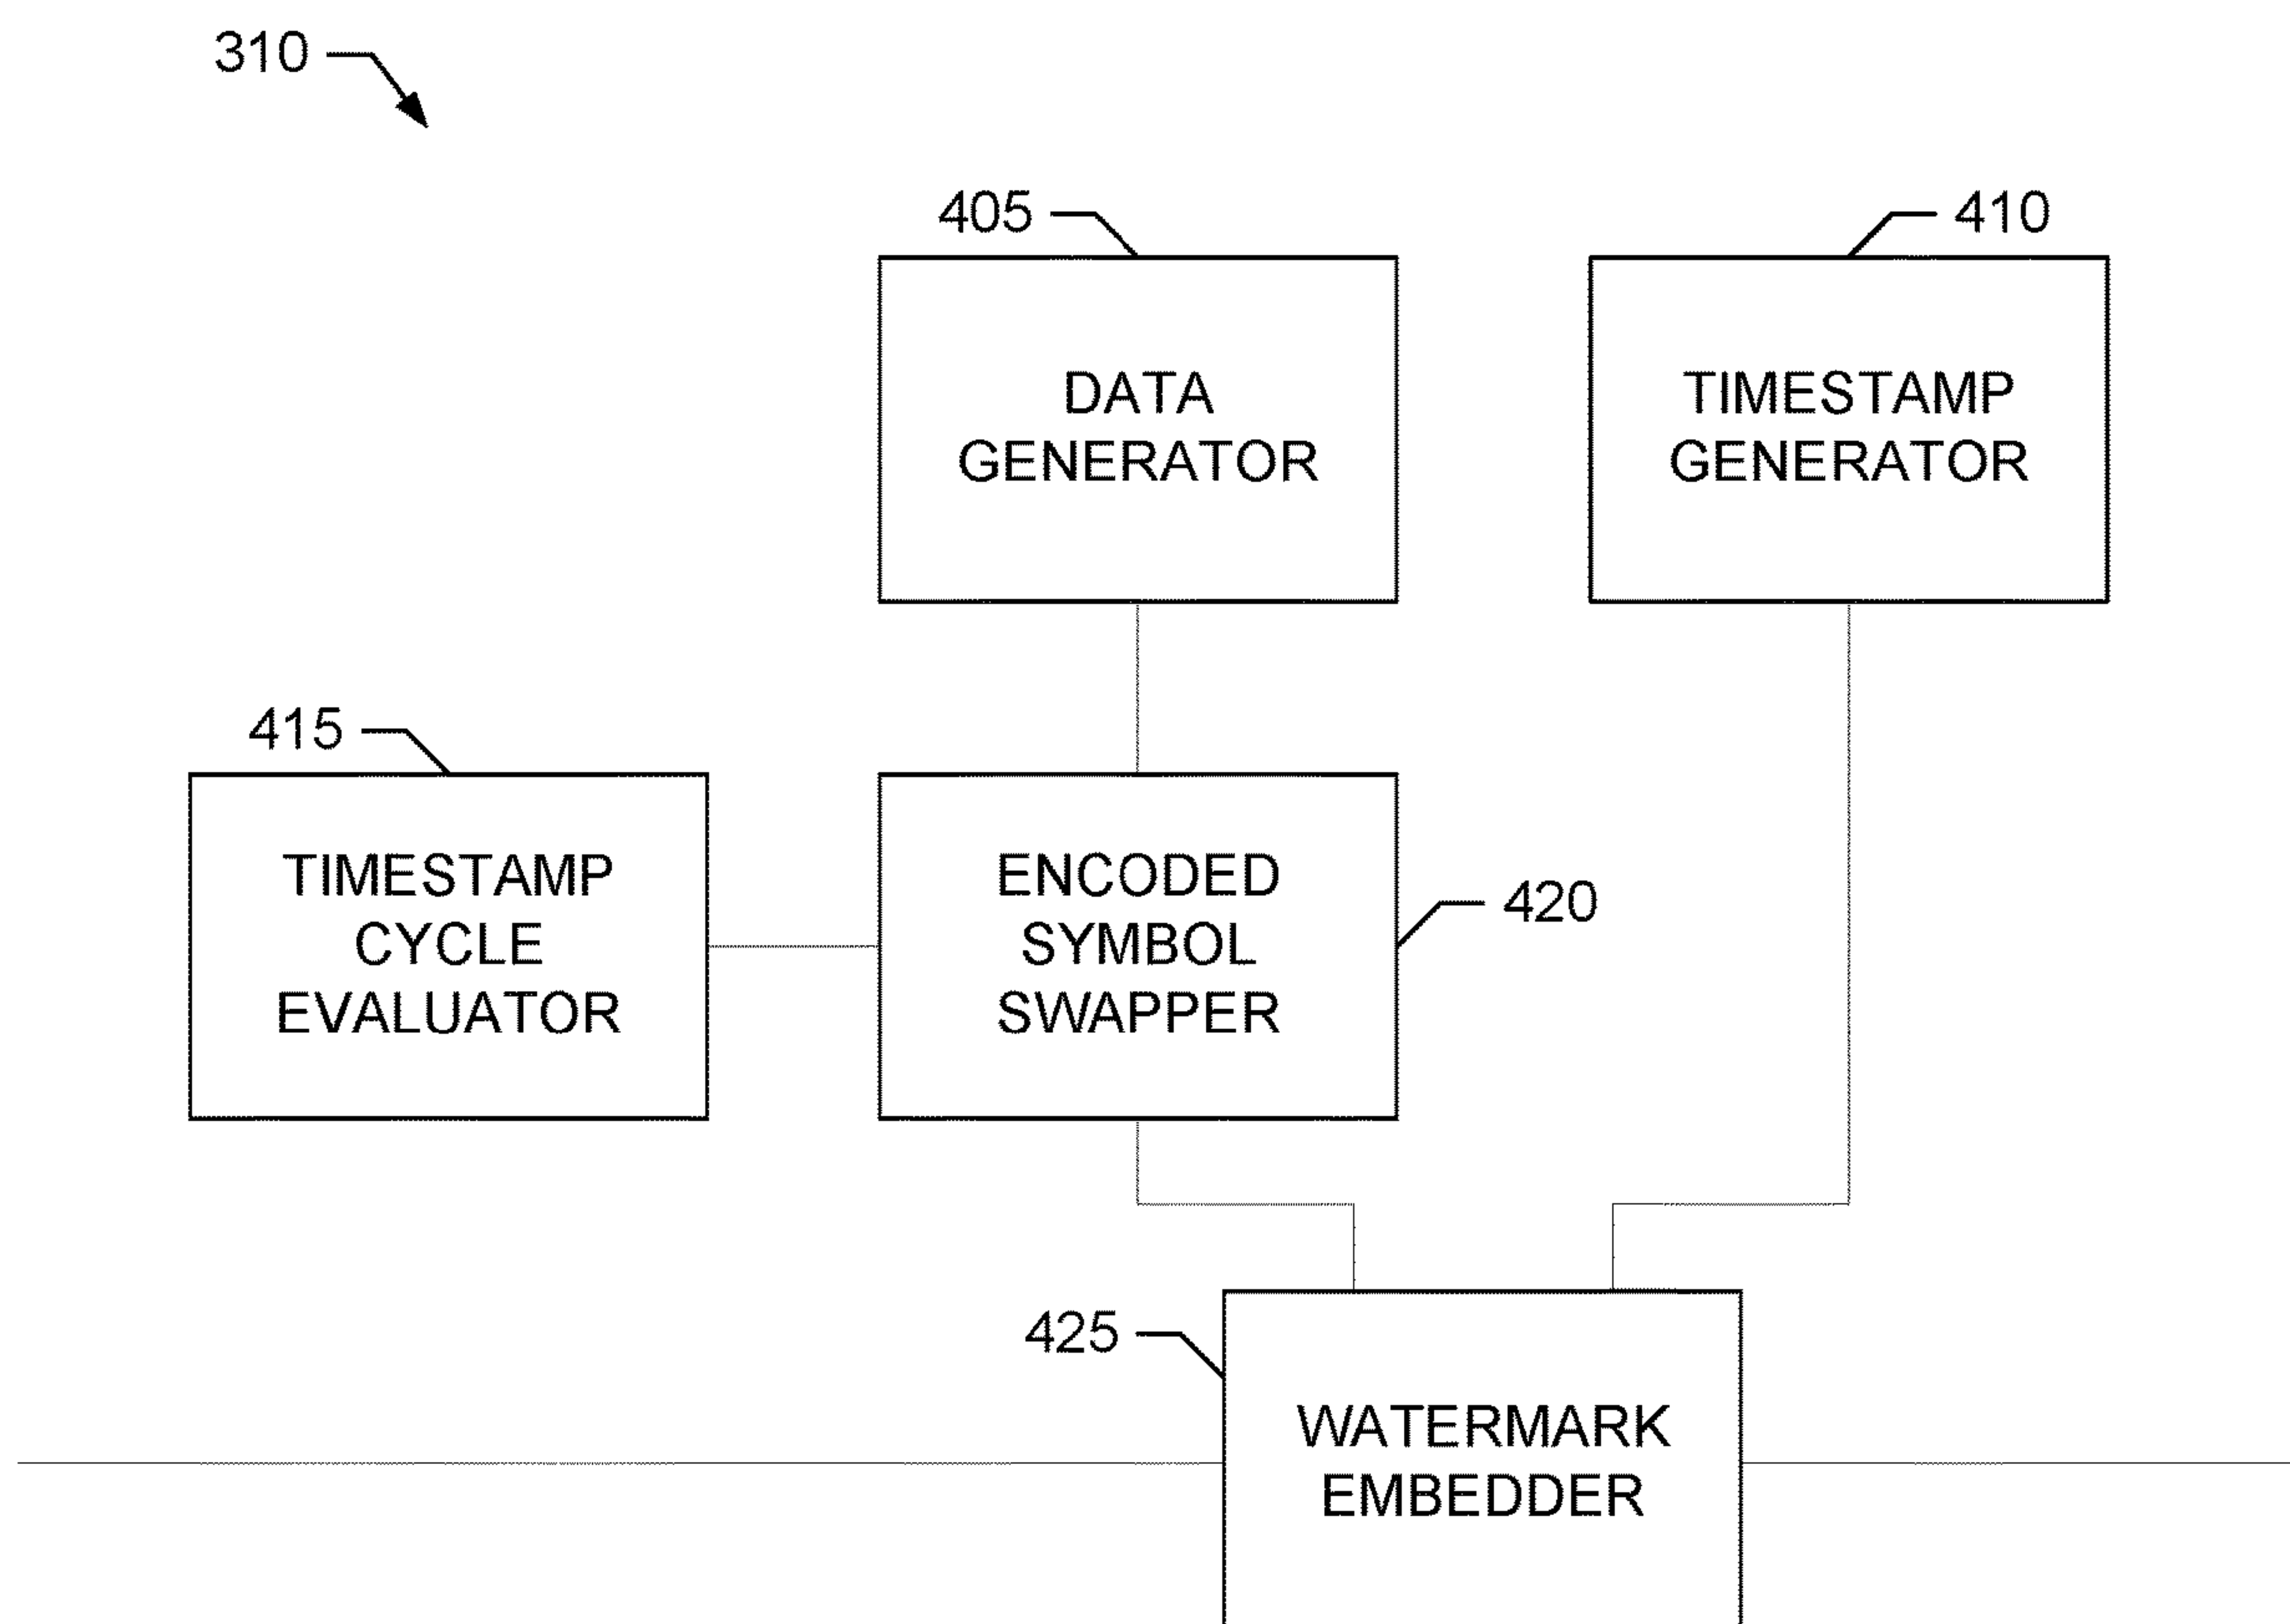 310
405
410
DATA
GENERATOR
TIMESTAMP
GENERATOR
415
TIMESTAMP
CYCLE
EVALUATOR
ENCODED
SYMBOL
SWAPPER
420
425
WATERMARK
EMBEDDER